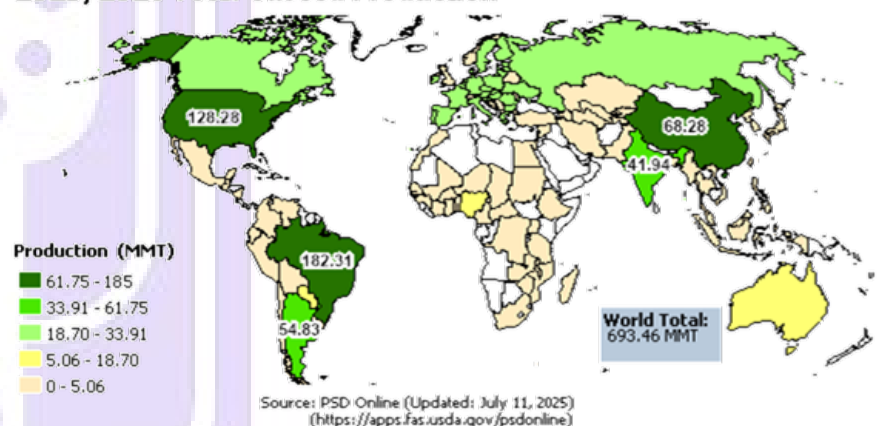 128.28
68.28
41.94
182.31
54.83
Production (MMT)
61.75 - 185
33.91 - 61.75
18.70 - 33.91
5.06 - 18.70
0 - 5.06
World Total:
693.46 MMT
Source: PSD Online (Updated: July 11, 2025)
(https://apps.fas.usda.gov/psdonline)